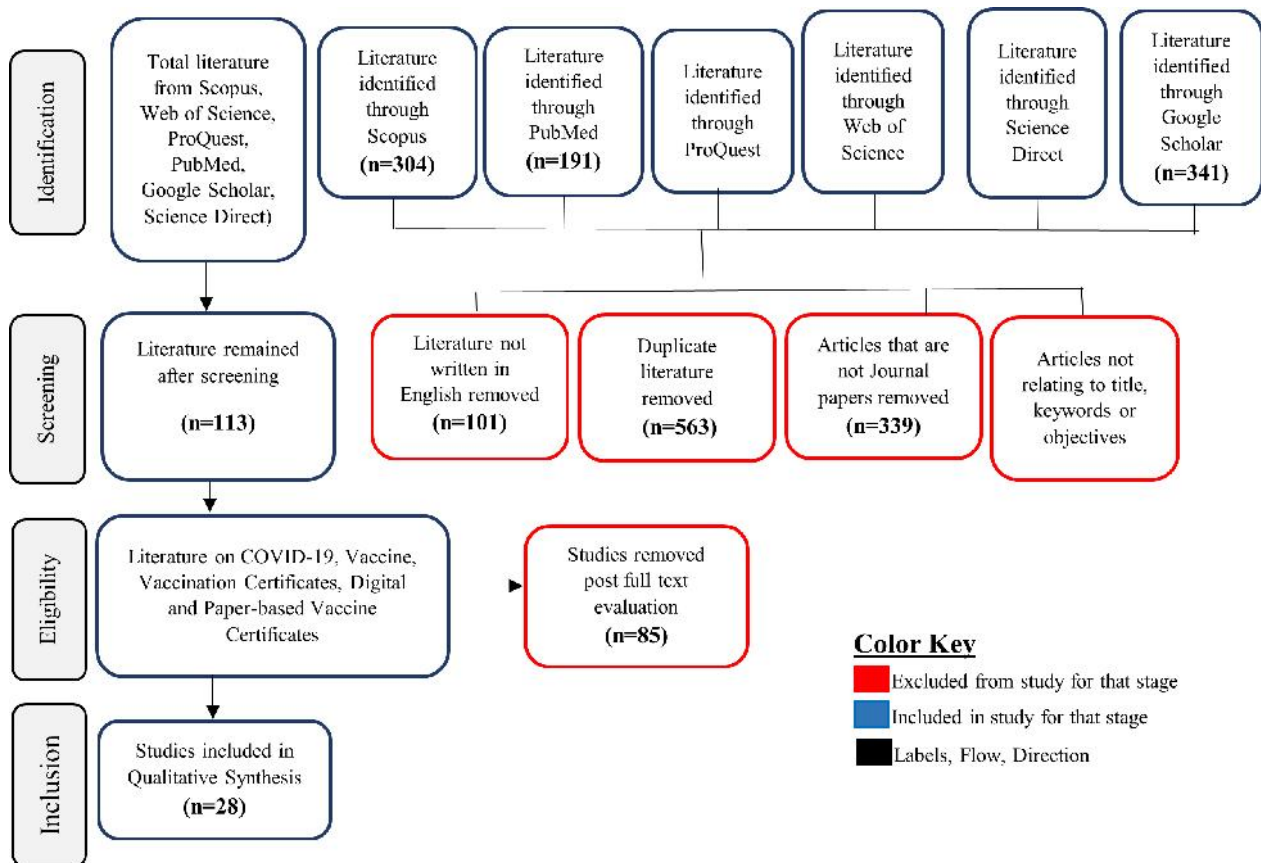 Identification
Total literature
from Scopus,
Web of Science,
ProQuest,
PubMed,
Google Scholar,
Science Direct)
Literature
identified
through
Scopus
(n=304)
Literature
identified
through
PubMed
(n=191)
Literature
identified
through
ProQuest
Literature
identified
through
Web of
Science
Literature
identified
through
Science
Direct
Literature
identified
through
Google
Scholar
(n=341)
Screening
Literature remained
after screening
(n=113)
Literature not
written in
English removed
(n=101)
Duplicate
literature
removed
(n=563)
Articles that are
not Journal
papers removed
(n=339)
Articles not
relating to title,
keywords or
objectives
Eligibility
Literature on COVID-19, Vaccine,
Vaccination Certificates, Digital
and Paper-based Vaccine
Certificates
Studies removed
post full text
evaluation
(n=85)
Inclusion
Studies included in
Qualitative Synthesis
(n=28)
Color Key
Excluded from study for that stage
Included in study for that stage
Labels, Flow, Direction